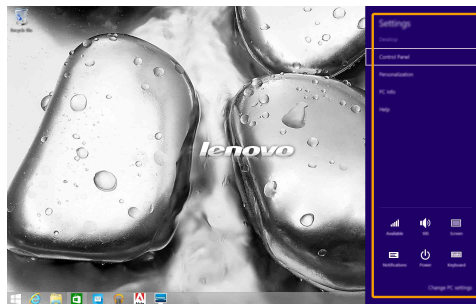 Recycle Bin
lenovo
Settings
Desktop
Control Panel
Personalization
PC info
Help
Available
Screen
Notifications
Power
Keyboard
Change PC settings